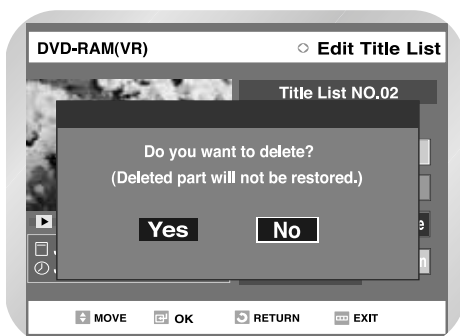 DVD-RAM(VR)
Edit Title List
Title List NO.02
Do you want to delete?
(Deleted part will not be restored.)
Yes No
MOVE OK RETURN EXIT